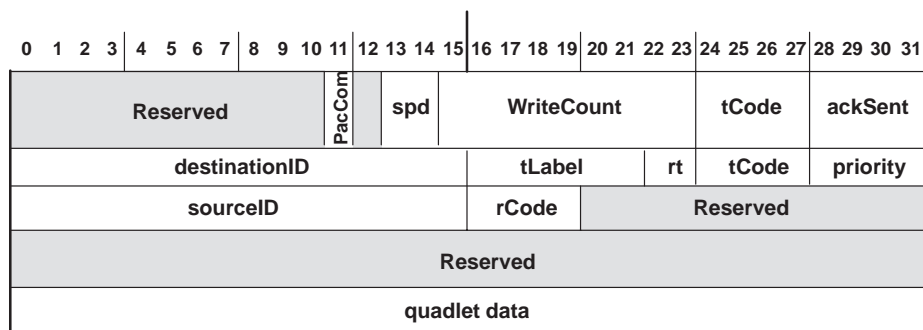 0 1 2 3 4 5 6 7 8 9 10 11 12 13 14 15 16 17 18 19 20 21 22 23 24 25 26 27 28 29 30 31
Reserved PacCom spd WriteCount tCode ackSent
destinationID tLabel rt tCode priority
sourceID rCode Reserved
Reserved
quadlet data